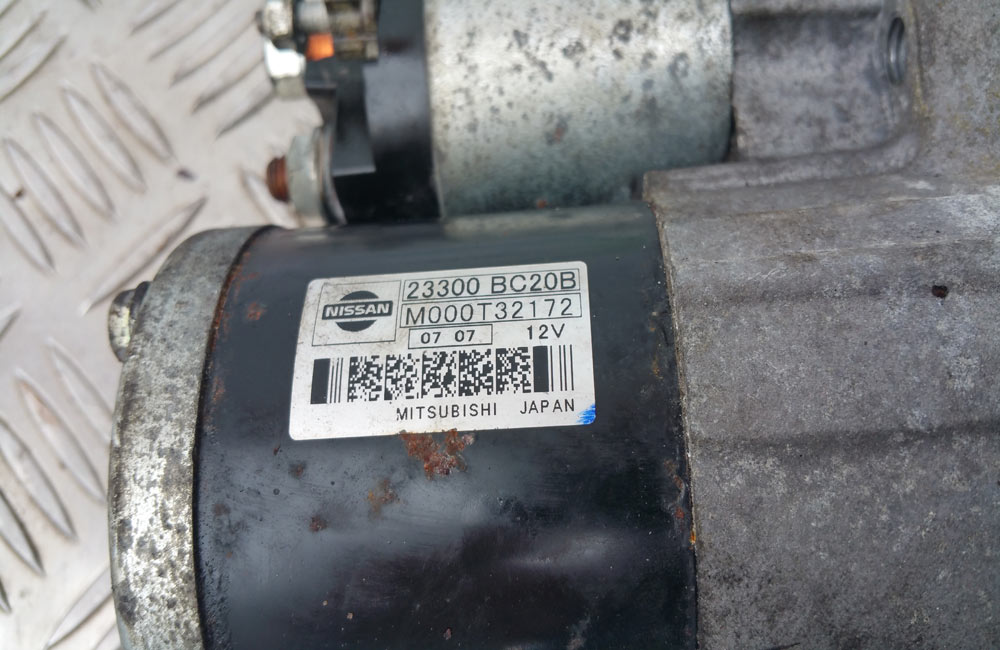 NISSAN
23300 BC20B
M000T32172
07 07 12V
MITSUBISHI JAPAN